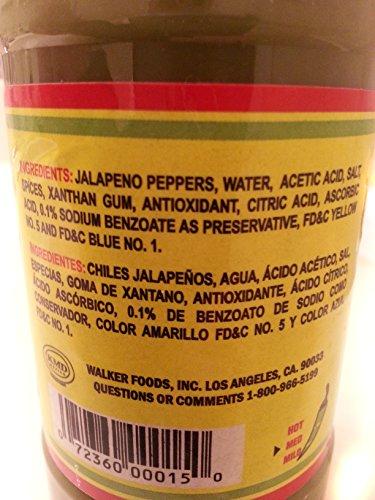 INGREDIENTS: JALAPENO PEPPERS, WATER, ACETIC ACID, SALT,
SPICES, XANTHAN GUM, ANTIOXIDANT, CITRIC ACID, ASCORBIC
ACID, 0.1% SODIUM BENZOATE AS PRESERVATIVE, FD&C YELLOW
NO. 5 AND FD&C BLUE NO. 1.
INGREDIENTES: CHILES JALAPEÑOS, AGUA, ÁCIDO ACÉTICO, SAL,
ESPECIAS, GOMA DE XANTANO, ANTIOXIDANTE, ÁCIDO CÍTRICO,
ÁCIDO ASCÓRBICO, 0.1% DE BENZOATO DE SODIO COMO
CONSERVADOR, COLOR AMARILLO FD&C NO. 5 Y COLOR AZUL
FD&C NO. 1.
KMD
WALKER FOODS, INC. LOS ANGELES, CA. 90033
QUESTIONS OR COMMENTS 1-800-966-5199
HOT
MED
MILD
0 72360 00015 0